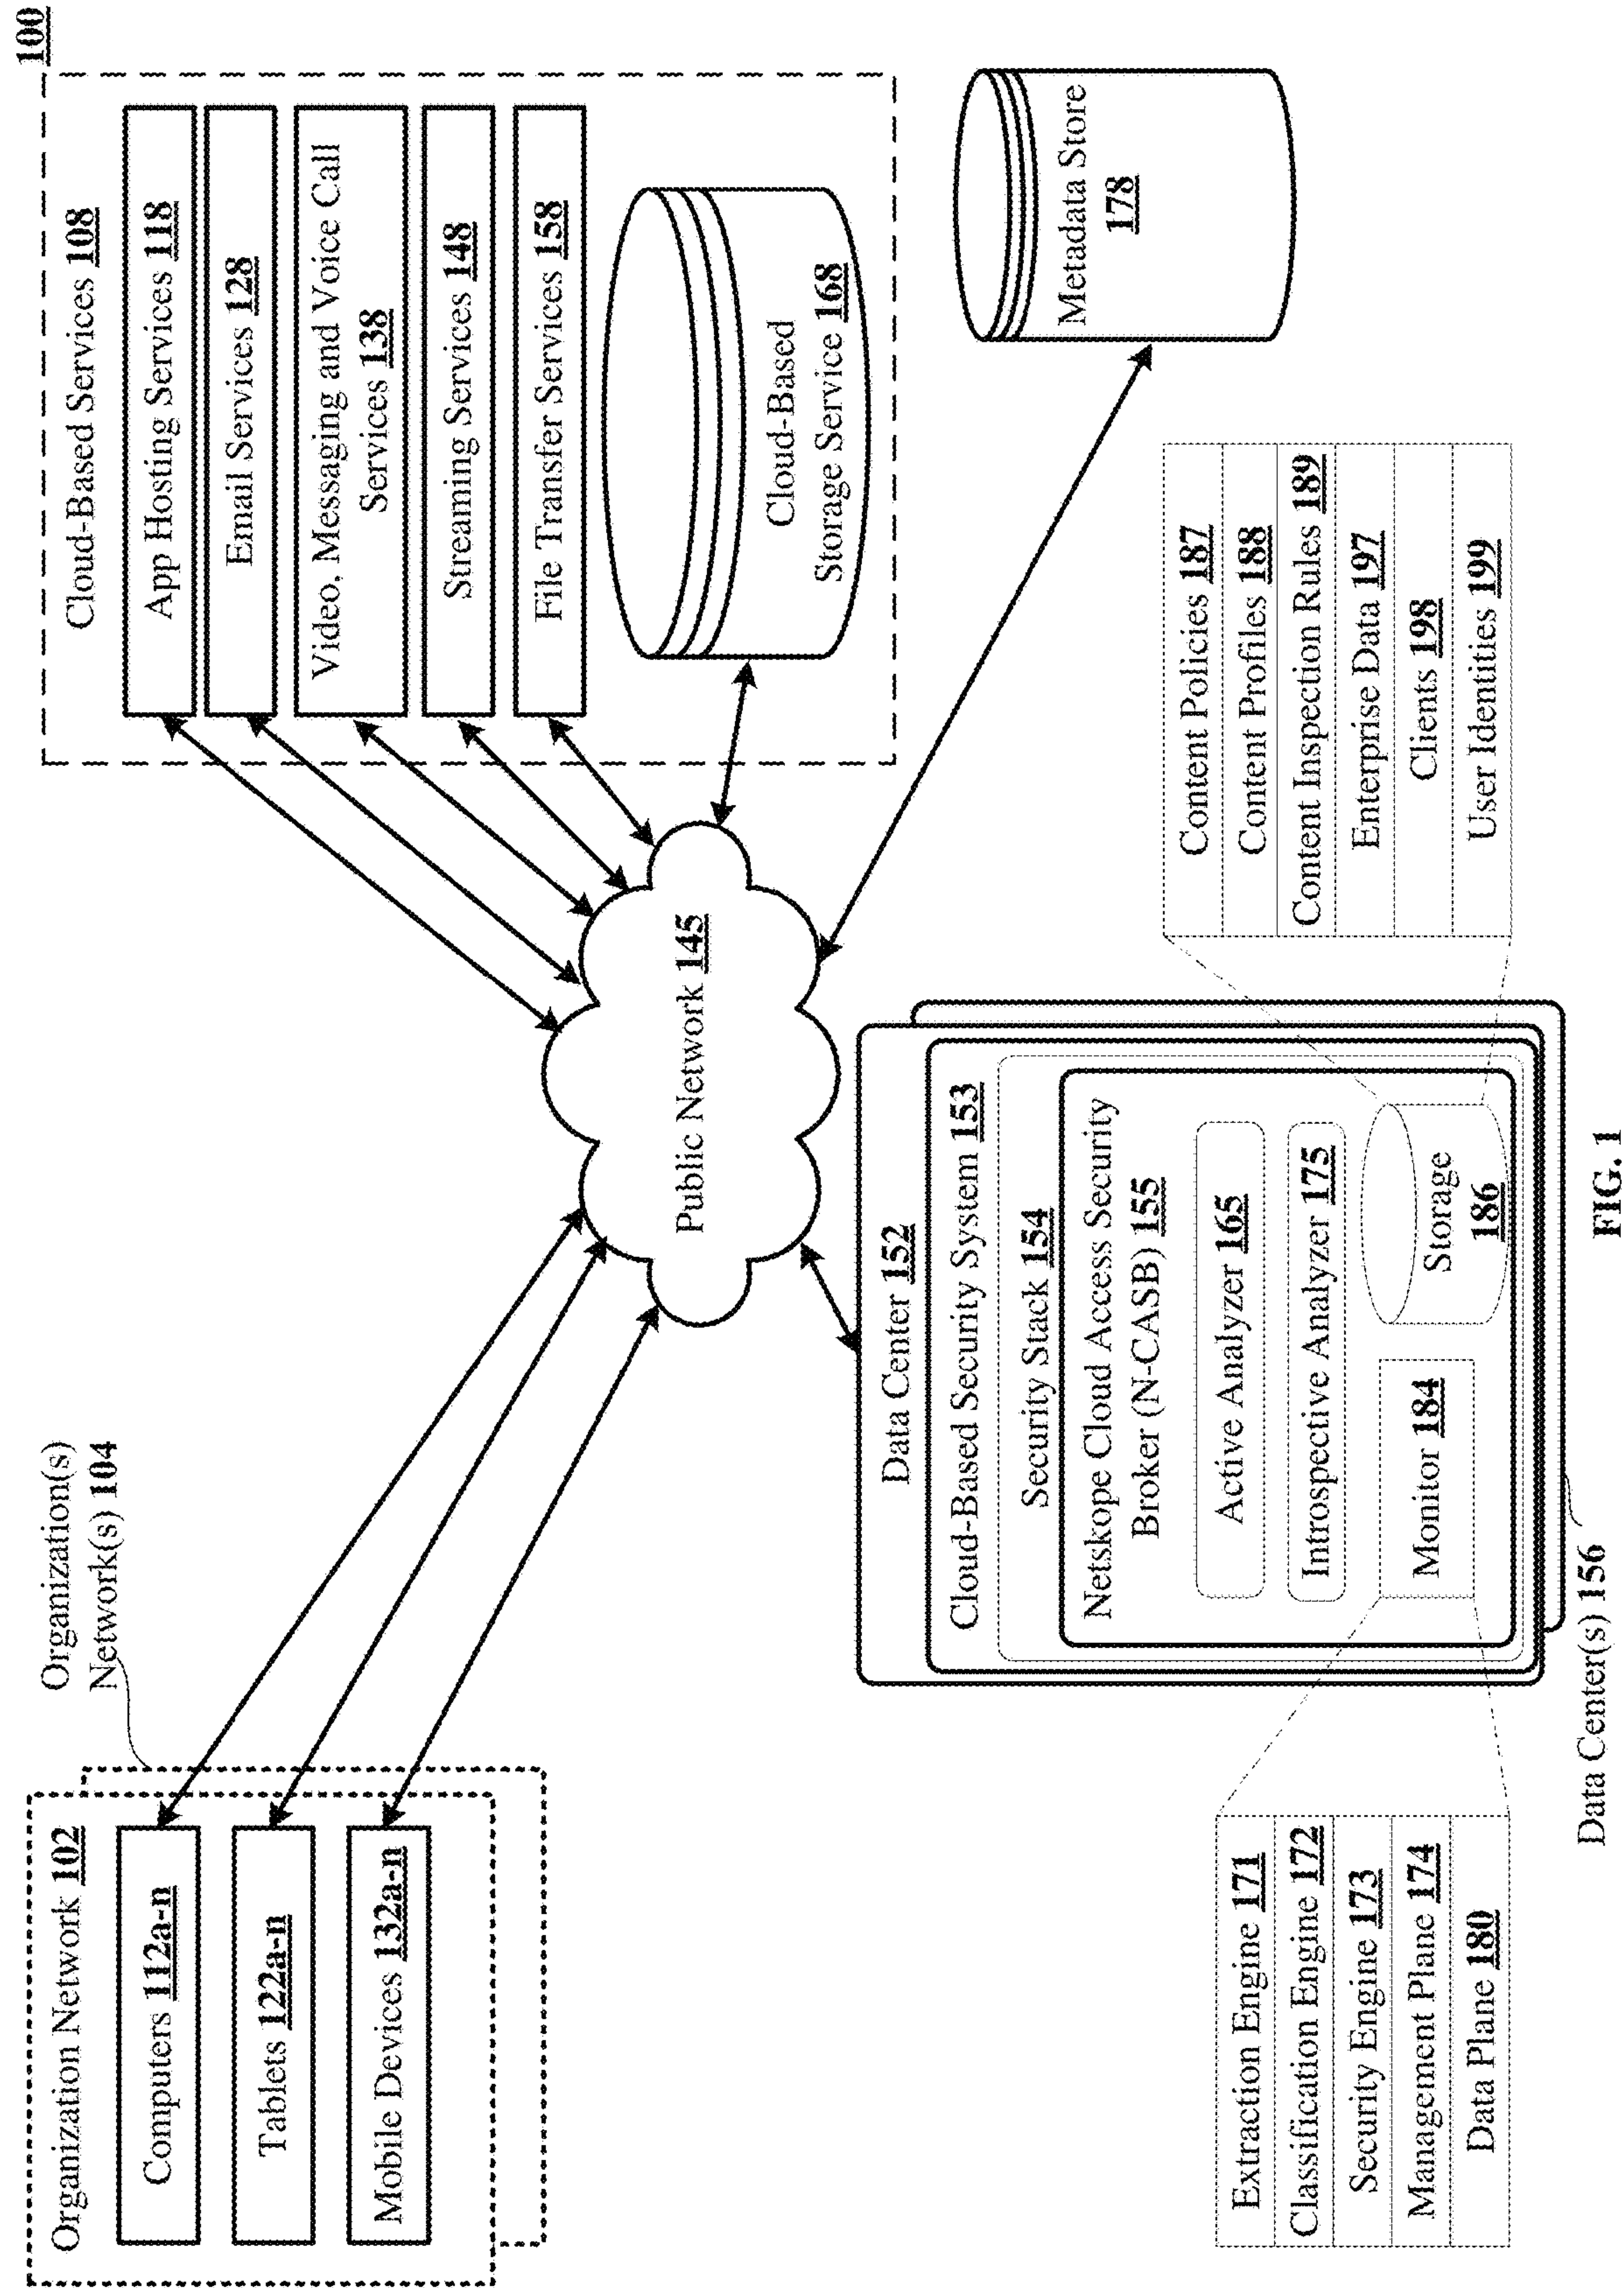 100
Organization Network 102
Computers 112a-n
Tablets 122a-n
Mobile Devices 132a-n
Organization(s)
Network(s) 104
Public Network 145
Cloud-Based Services 108
App Hosting Services 118
Email Services 128
Video, Messaging and Voice Call
Services 138
Streaming Services 148
File Transfer Services 158
Cloud-Based
Storage Service 168
Metadata Store
178
Data Center 152
Cloud-Based Security System 153
Security Stack 154
Netskope Cloud Access Security
Broker (N-CASB) 155
Active Analyzer 165
Introspective Analyzer 175
Monitor 184
Storage
186
Extraction Engine 171
Classification Engine 172
Security Engine 173
Management Plane 174
Data Plane 180
Content Policies 187
Content Profiles 188
Content Inspection Rules 189
Enterprise Data 197
Clients 198
User Identities 199
Data Center(s) 156
FIG. 1